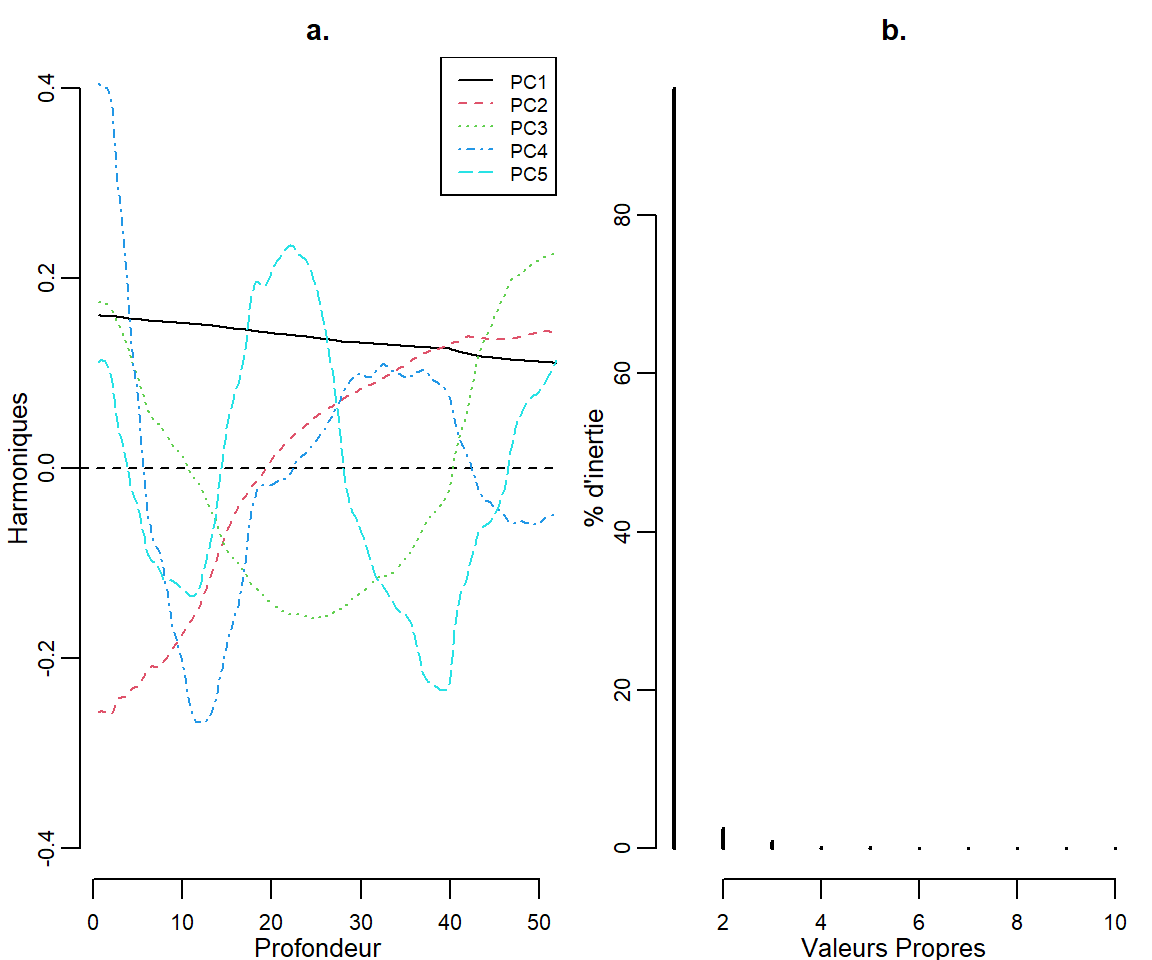 a.
PC1
PC2
PC3
PC4
PC5
0.4
0.2
0.0
-0.2
-0.4
Harmoniques
0 10 20 30 40 50
Profondeur
b.
80
60
40
20
0
% d'inertie
2 4 6 8 10
Valeurs Propres